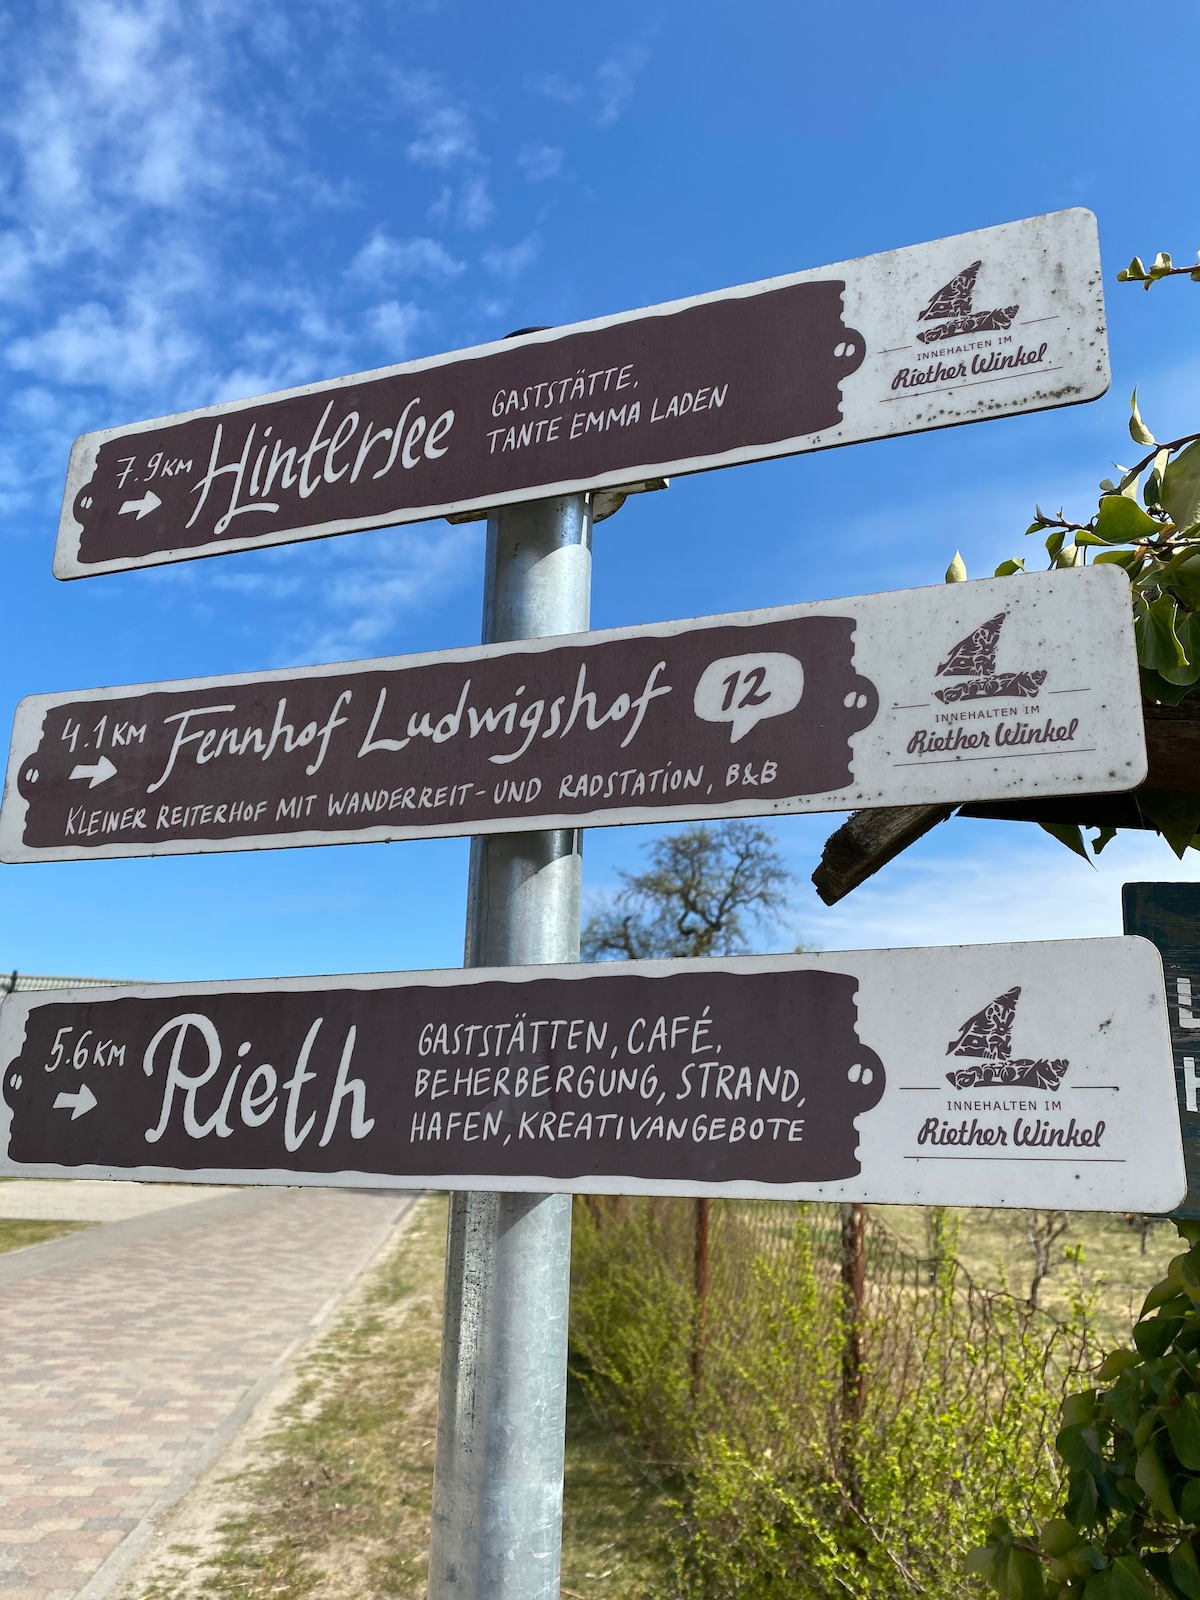 7.9 KM Hintersee
GASTSTÄTTE,
TANTE EMMA LADEN
INNEHALTEN IM
Riether Winkel
4.1 KM Fennhof Ludwigshof 12
KLEINER REITERHOF MIT WANDERREIT- UND RADSTATION, B&B
INNEHALTEN IM
Riether Winkel
5.6 KM Rieth
GASTSTÄTTEN, CAFÉ,
BEHERBERGUNG, STRAND,
HAFEN, KREATIVANGEBOTE
INNEHALTEN IM
Riether Winkel